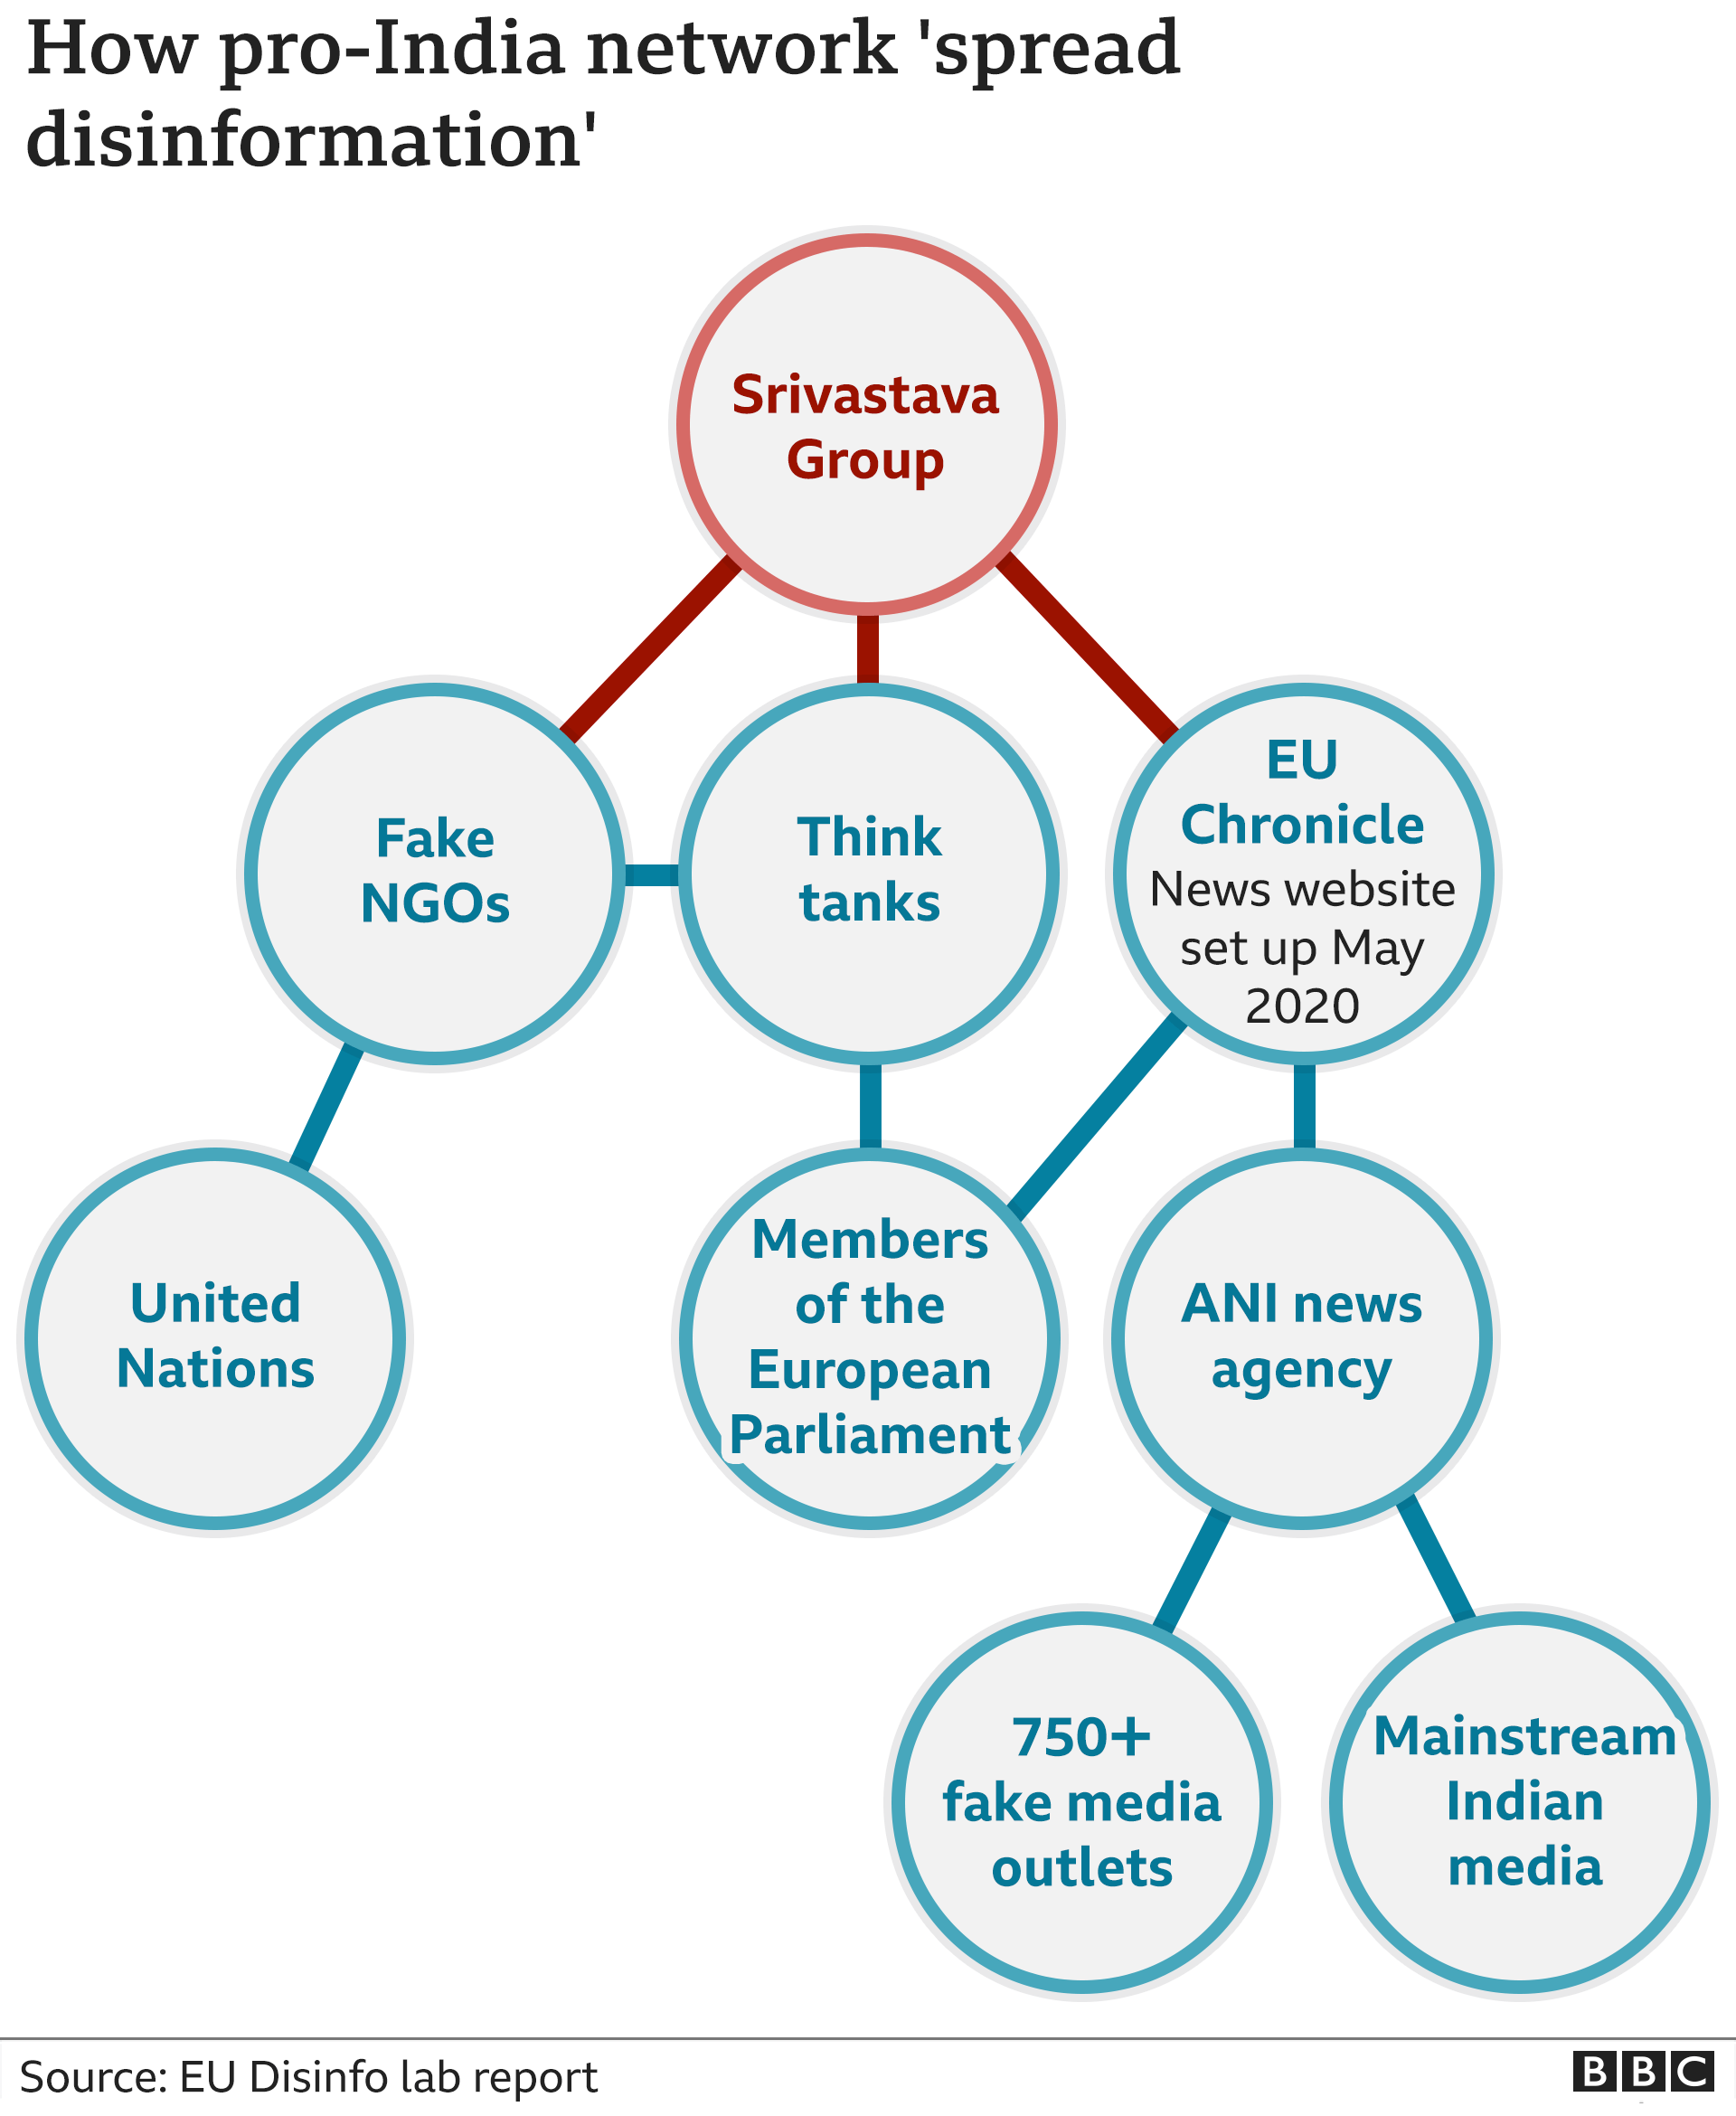 How pro-India network 'spread
disinformation'
Srivastava
Group
Fake
NGOs
Think
tanks
EU
Chronicle
News website
set up May
2020
United
Nations
Members
of the
European
Parliament
ANI news
agency
750+
fake media
outlets
Mainstream
Indian
media
Source: EU Disinfo lab report
BBC